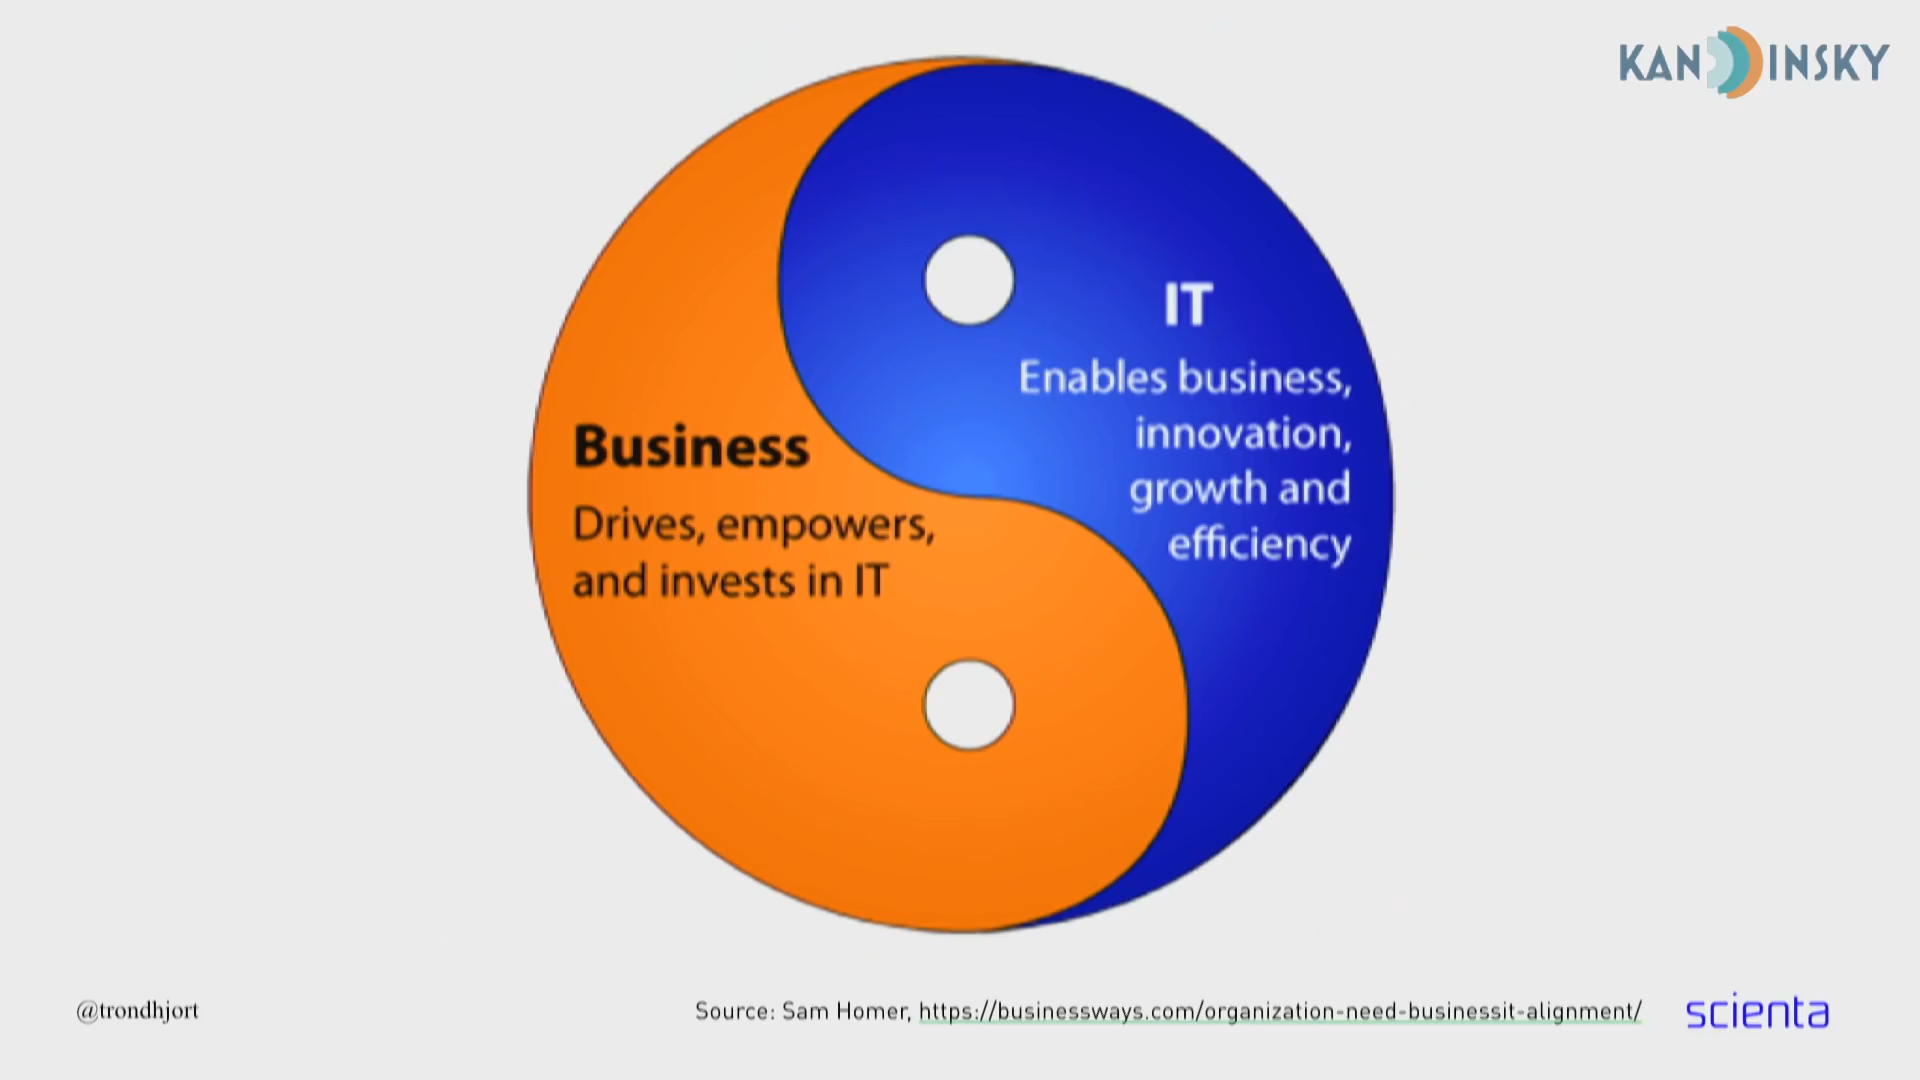 KANDINSKY
IT
Enables business,
innovation,
growth and
efficiency
Business
Drives, empowers,
and invests in IT
@trondhjort
Source: Sam Homer, https://businessways.com/organization-need-businessit-alignment/
scienta